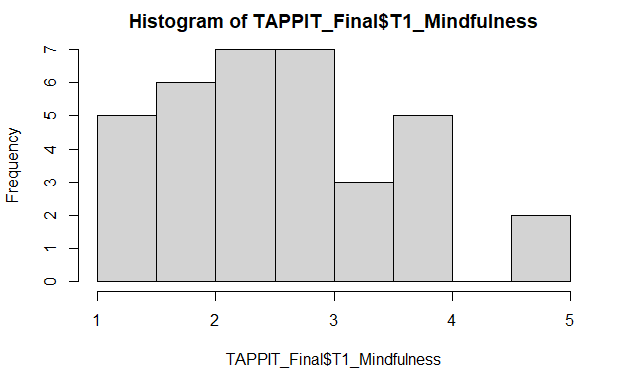 Histogram of TAPPIT_Final$T1_Mindfulness
7
6
5
4
3
2
1
0
Frequency
1 2 3 4 5
TAPPIT_Final$T1_Mindfulness